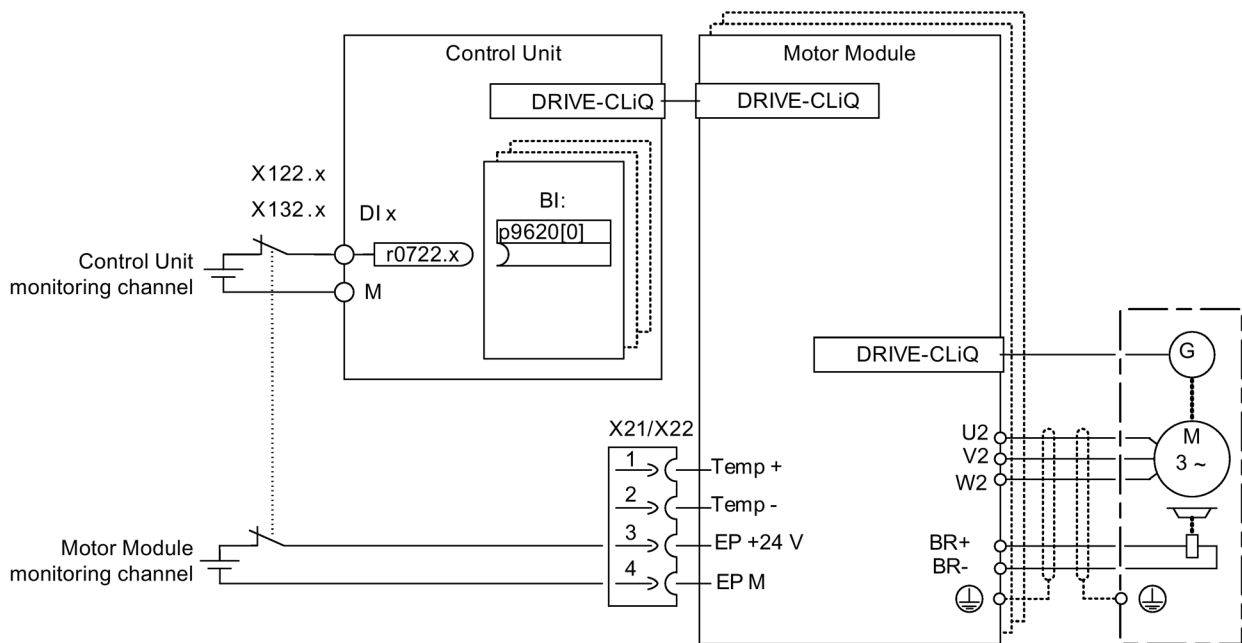 Control Unit
Motor Module
DRIVE-CLiQ
DRIVE-CLiQ
X122.x
X132.x
DI x
BI:
p9620[0]
r0722.x
Control Unit
monitoring channel
M
DRIVE-CLiQ
G
X21/X22
1
Temp +
2
Temp -
3
EP +24 V
4
EP M
Motor Module
monitoring channel
U2
V2
W2
M
3 ~
BR+
BR-